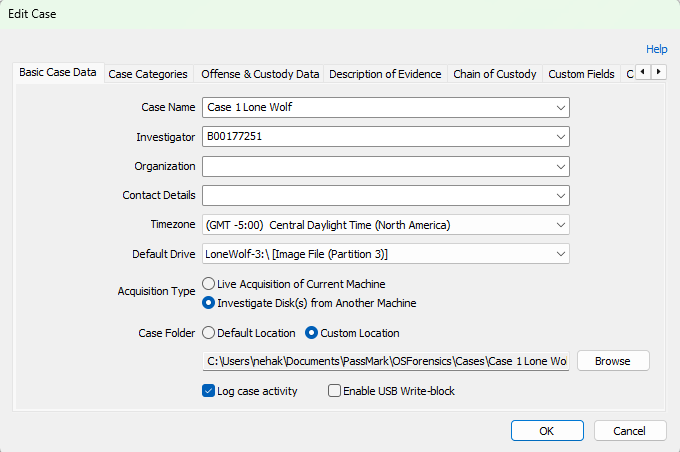 Edit Case
Help
Basic Case Data Case Categories Offense & Custody Data Description of Evidence Chain of Custody Custom Fields
Case Name Case 1 Lone Wolf
Investigator B00177251
Organization
Contact Details
Timezone (GMT -5:00) Central Daylight Time (North America)
Default Drive LoneWolf-3:\ [Image File (Partition 3)]
Acquisition Type Live Acquisition of Current Machine
Investigate Disk(s) from Another Machine
Case Folder Default Location Custom Location
C:\Users\nehak\Documents\PassMark\OSForensics\Cases\Case 1 Lone Wol Browse
Log case activity Enable USB Write-block
OK Cancel